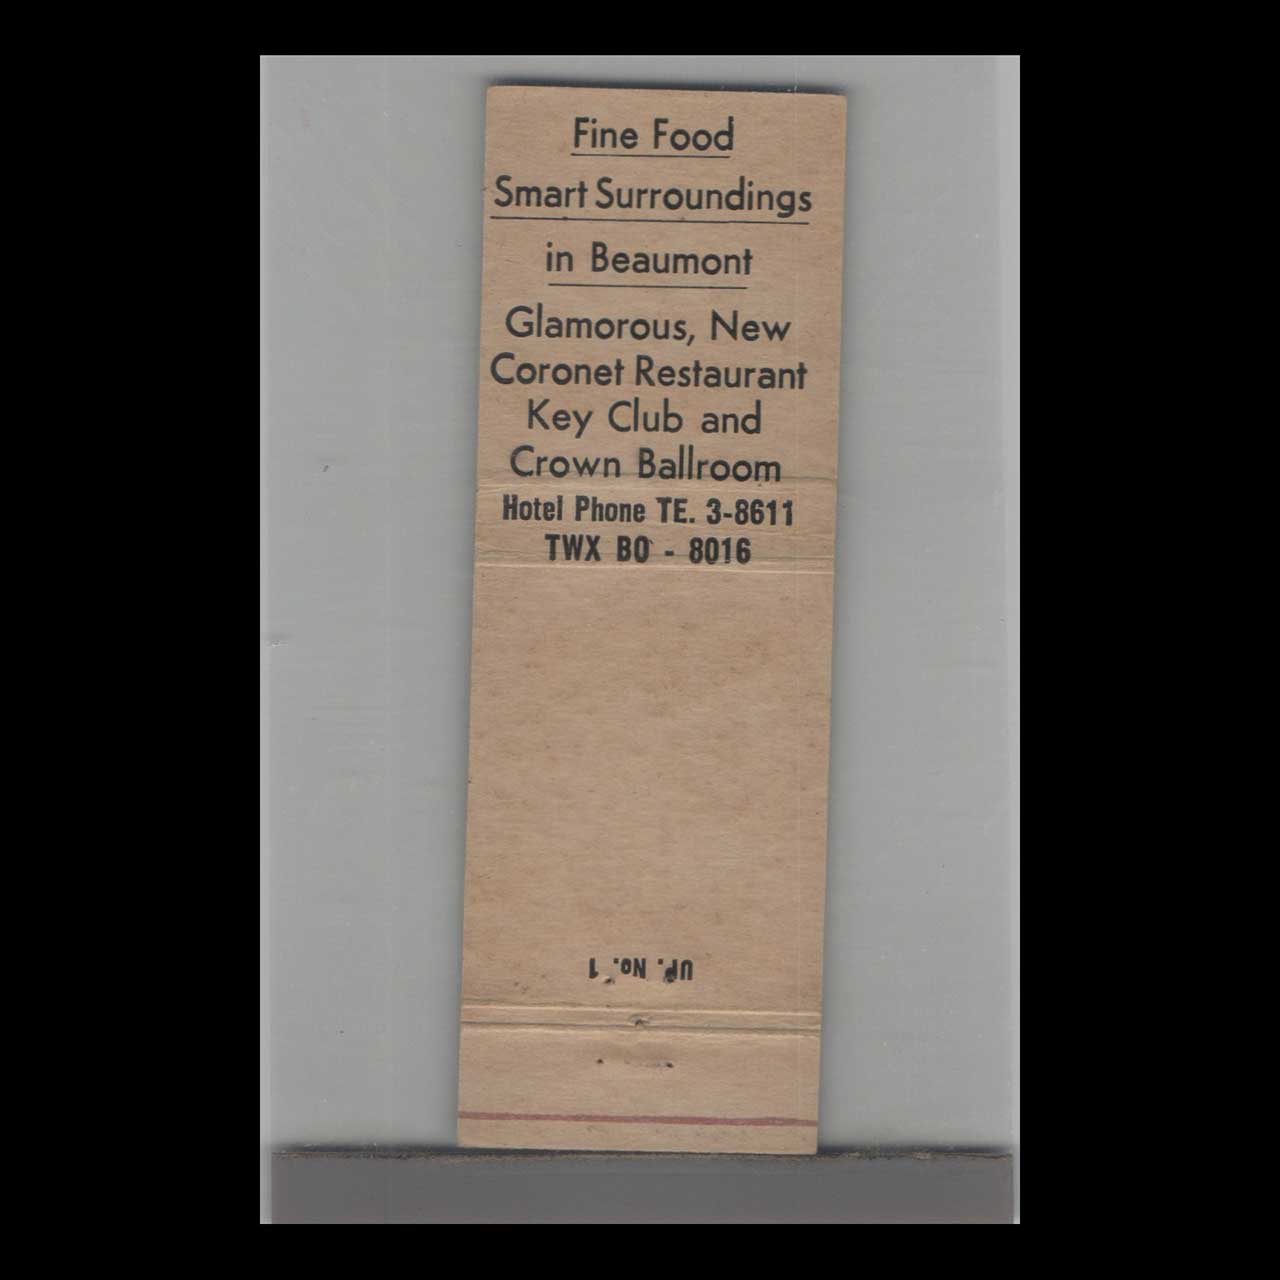 Fine Food
Smart Surroundings
in Beaumont
Glamorous, New
Coronet Restaurant
Key Club and
Crown Ballroom
Hotel Phone TE. 3-8611
TWX BO - 8016
UP. No. 1